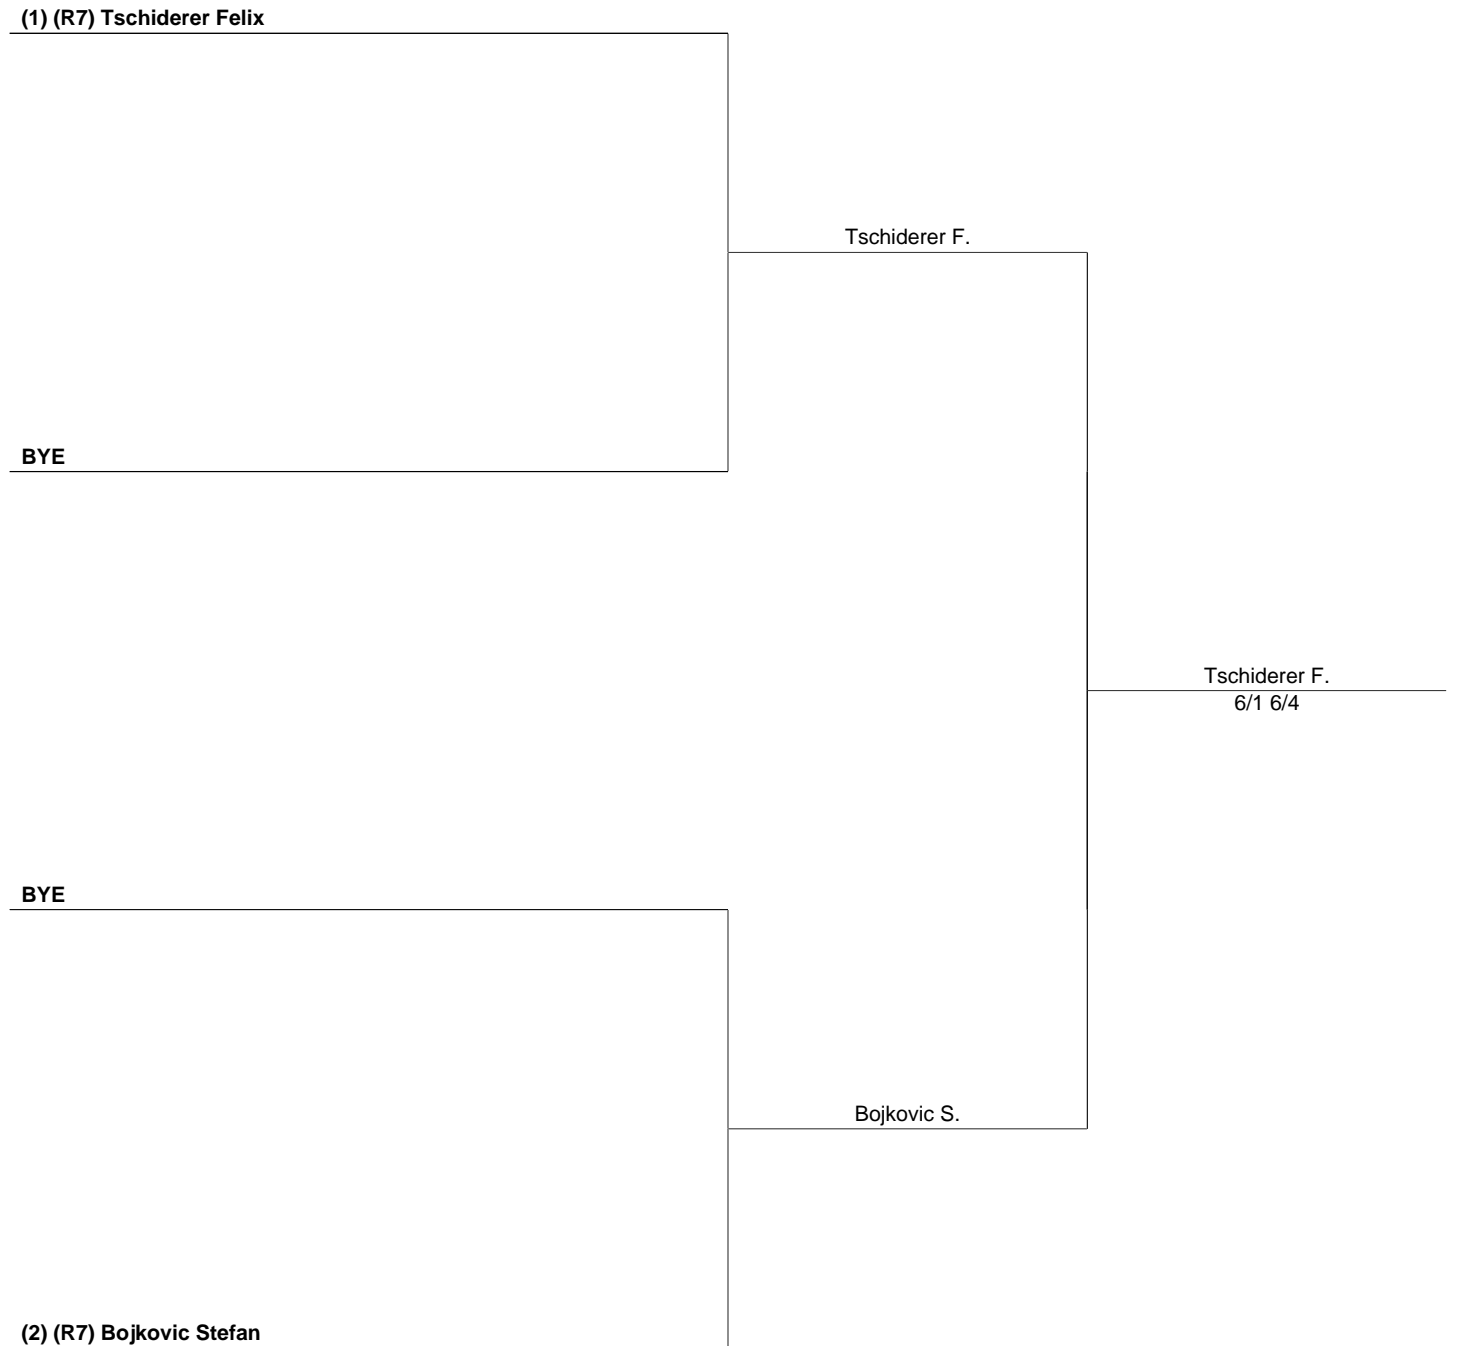 (1) (R7) Tschiderer Felix
Tschiderer F.
BYE
Tschiderer F.
6/1 6/4
BYE
Bojkovic S.
(2) (R7) Bojkovic Stefan